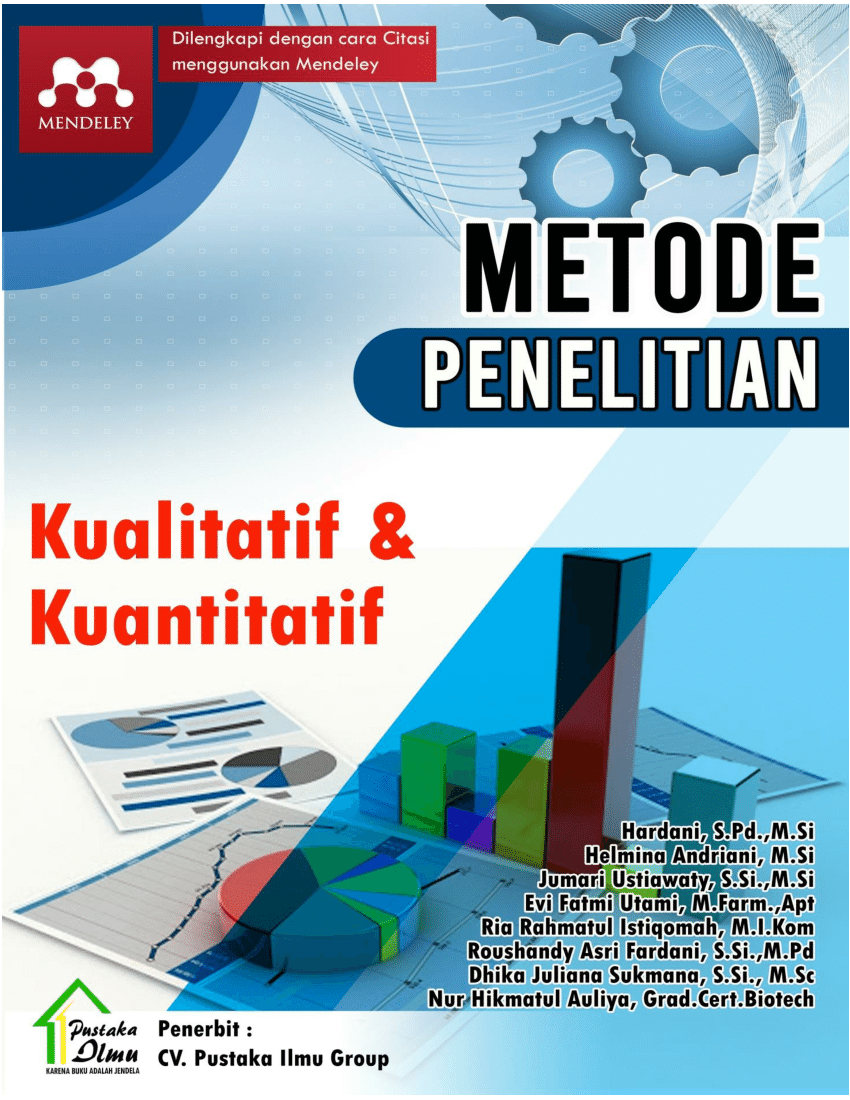 MENDELEY
Dilengkapi dengan cara Citasi
menggunakan Mendeley
METODE
PENELITIAN
Kualitatif &
Kuantitatif
Hardani, S.Pd.,M.Si
Helmina Andriani, M.Si
Jumari Ustiawaty, S.Si.,M.Si
Evi Fatmi Utami, M.Farm.,Apt
Ria Rahmatul Istiqomah, M.I.Kom
Roushandy Asri Fardani, S.Si.,M.Pd
Dhika Juliana Sukmana, S.Si., M.Sc
Nur Hikmatul Auliya, Grad.Cert.Biotech
Pustaka
Ilmu
KARENA BUKU ADALAH JENDELA
Penerbit :
CV. Pustaka Ilmu Group